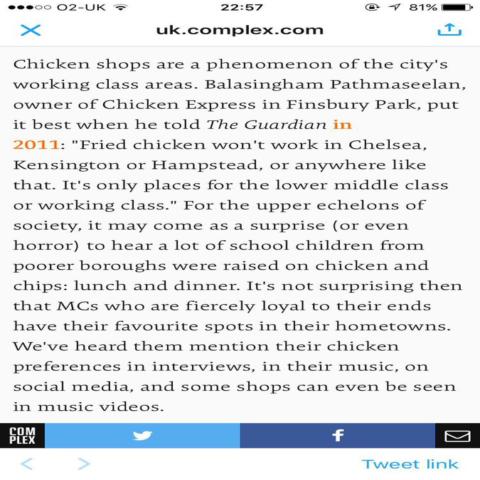 O2-UK 22:57 81%
uk.complex.com
Chicken shops are a phenomenon of the city's
working class areas. Balasingham Pathmaseelan,
owner of Chicken Express in Finsbury Park, put
it best when he told The Guardian in
2011: "Fried chicken won't work in Chelsea,
Kensington or Hampstead, or anywhere like
that. It's only places for the lower middle class
or working class." For the upper echelons of
society, it may come as a surprise (or even
horror) to hear a lot of school children from
poorer boroughs were raised on chicken and
chips: lunch and dinner. It's not surprising then
that MCs who are fiercely loyal to their ends
have their favourite spots in their hometowns.
We've heard them mention their chicken
preferences in interviews, in their music, on
social media, and some shops can even be seen
in music videos.
COM
PLEX
Tweet link